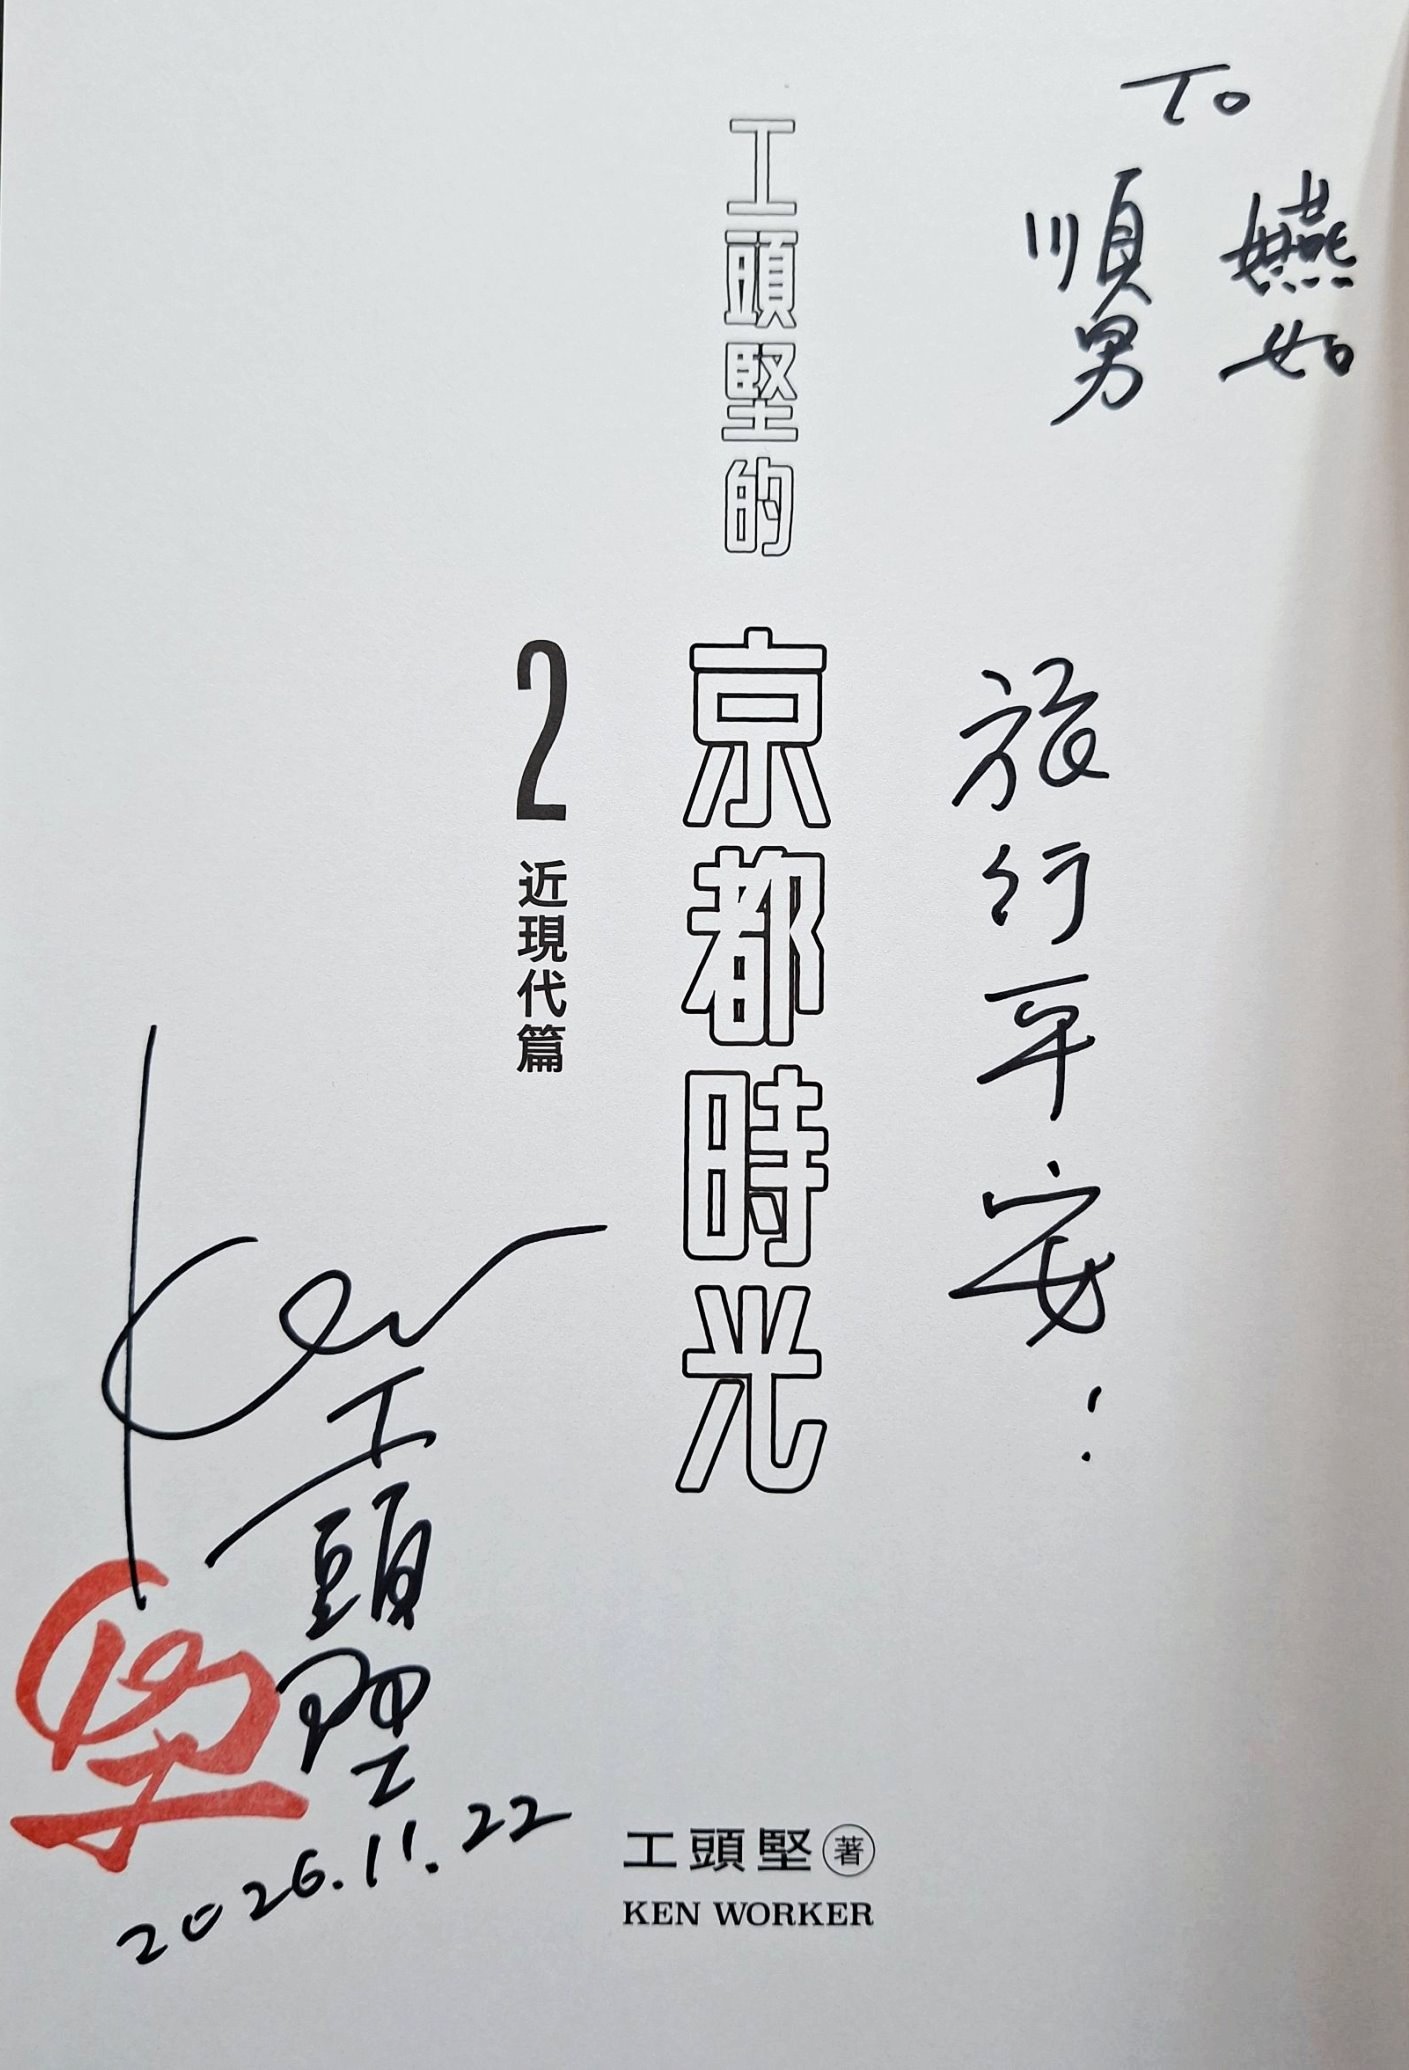 To
嬿如
順男
旅行平安!
工頭堅的
京都時光
2
近現代篇
Ken
工頭堅
堅
2026.11.22
工頭堅 著
KEN WORKER